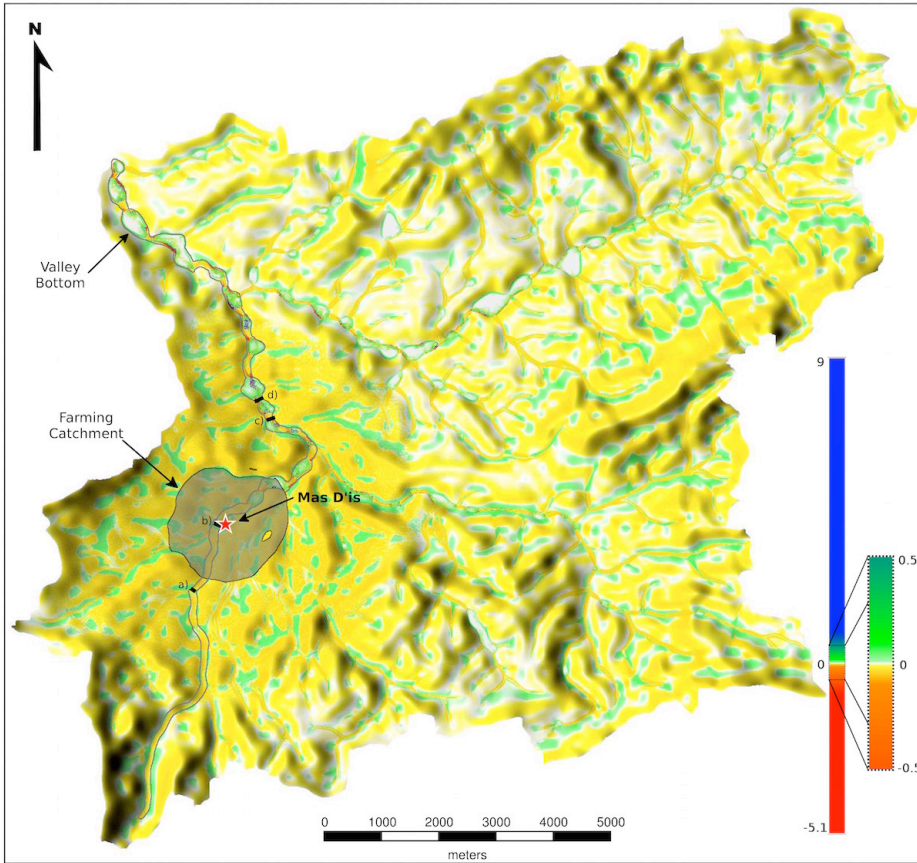 N
Valley
Bottom
d)
c)
9
Farming
Catchment
Mas D'is
b)
a)
0.5
0
0
-0.5
-5.1
0 1000 2000 3000 4000 5000
meters